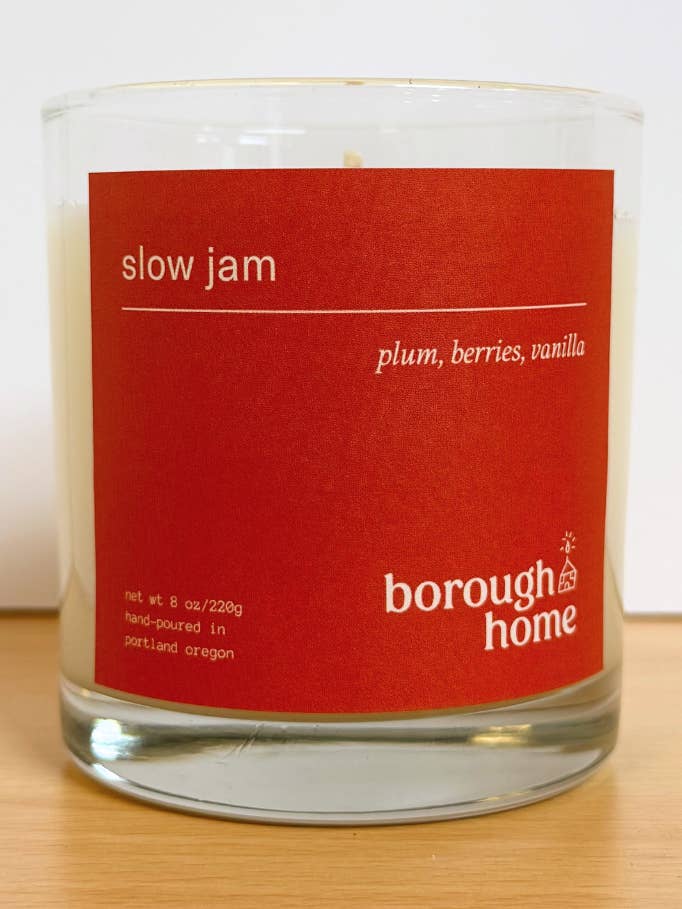 slow jam
plum, berries, vanilla
net wt 8 oz/220g
hand-poured in
portland oregon
borough
home